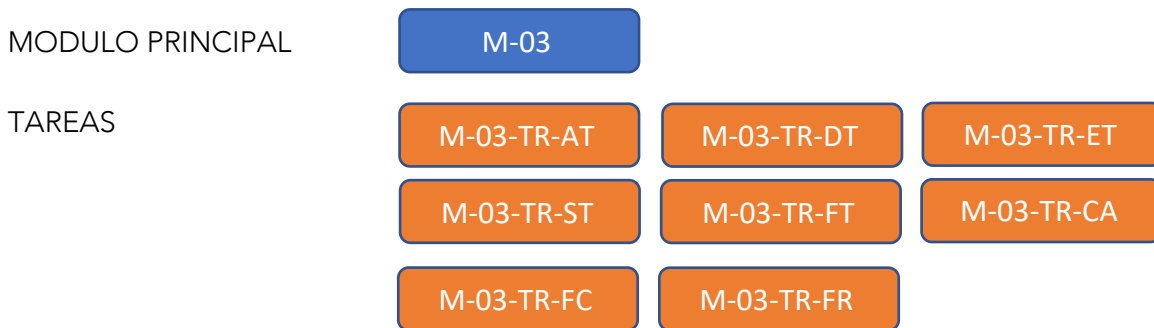 MODULO PRINCIPAL M-03
TAREAS M-03-TR-AT M-03-TR-DT M-03-TR-ET
M-03-TR-ST M-03-TR-FT M-03-TR-CA
M-03-TR-FC M-03-TR-FR